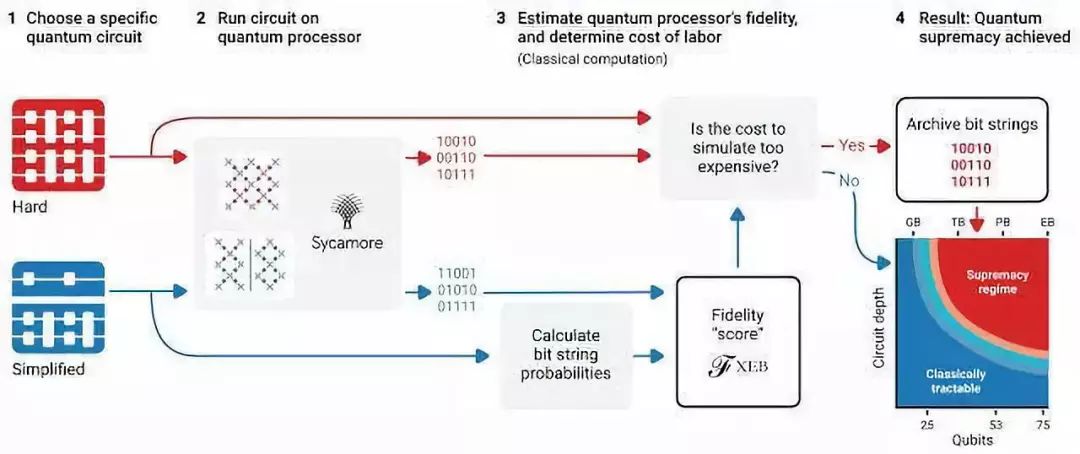 1 Choose a specific
quantum circuit
2 Run circuit on
quantum processor
3 Estimate quantum processor's fidelity,
and determine cost of labor
(Classical computation)
4 Result: Quantum
supremacy achieved
Hard
Simplified
Sycamore
10010
00110
10111
11001
01010
01111
Calculate
bit string
probabilities
Is the cost to
simulate too
expensive?
Fidelity
"score"
ℱ XEB
Yes
No
Archive bit strings
10010
00110
10111
GB TB PB EB
Supremacy
regime
Circuit depth
Classically
tractable
25 53 75
Qubits